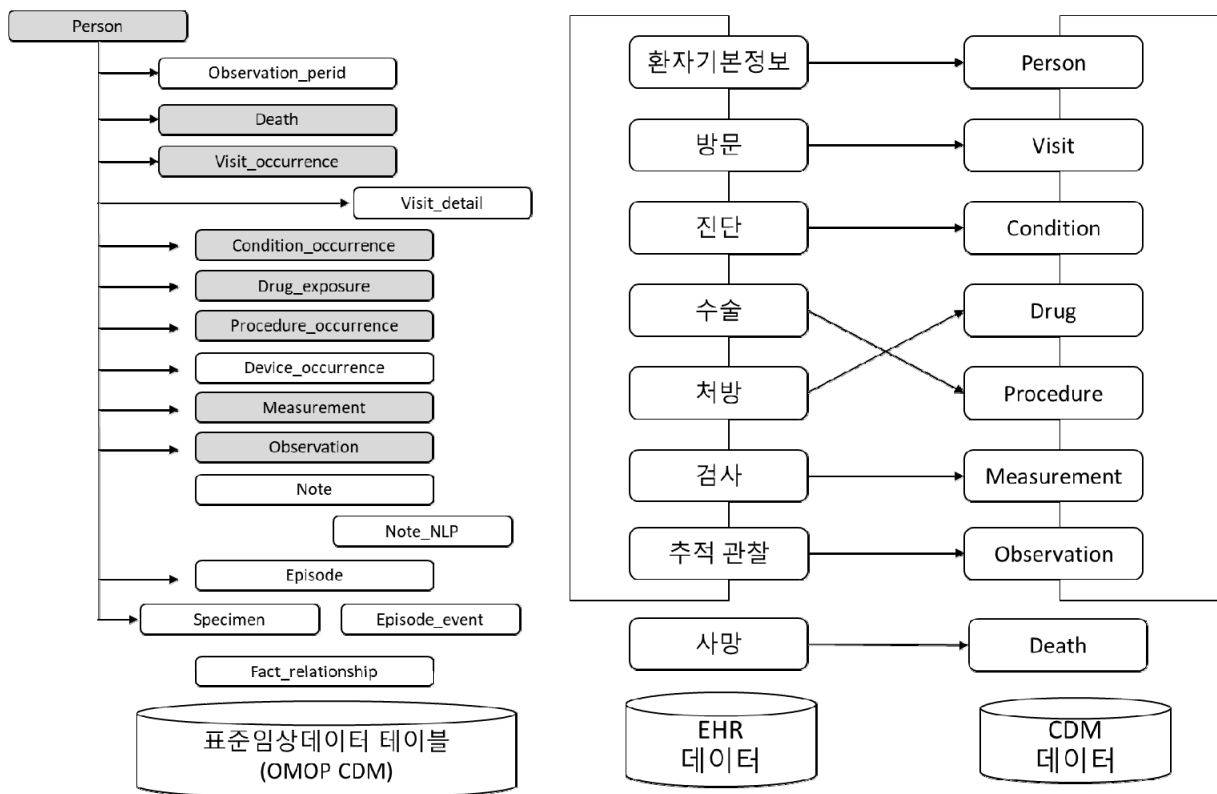 Person
Observation_perid
Death
Visit_occurrence
Visit_detail
Condition_occurrence
Drug_exposure
Procedure_occurrence
Device_occurrence
Measurement
Observation
Note
Note_NLP
Episode
Specimen
Episode_event
Fact_relationship
표준임상데이터 테이블
(OMOP CDM)
환자기본정보
Person
방문
Visit
진단
Condition
수술
Drug
처방
Procedure
검사
Measurement
추적 관찰
Observation
사망
Death
EHR
데이터
CDM
데이터